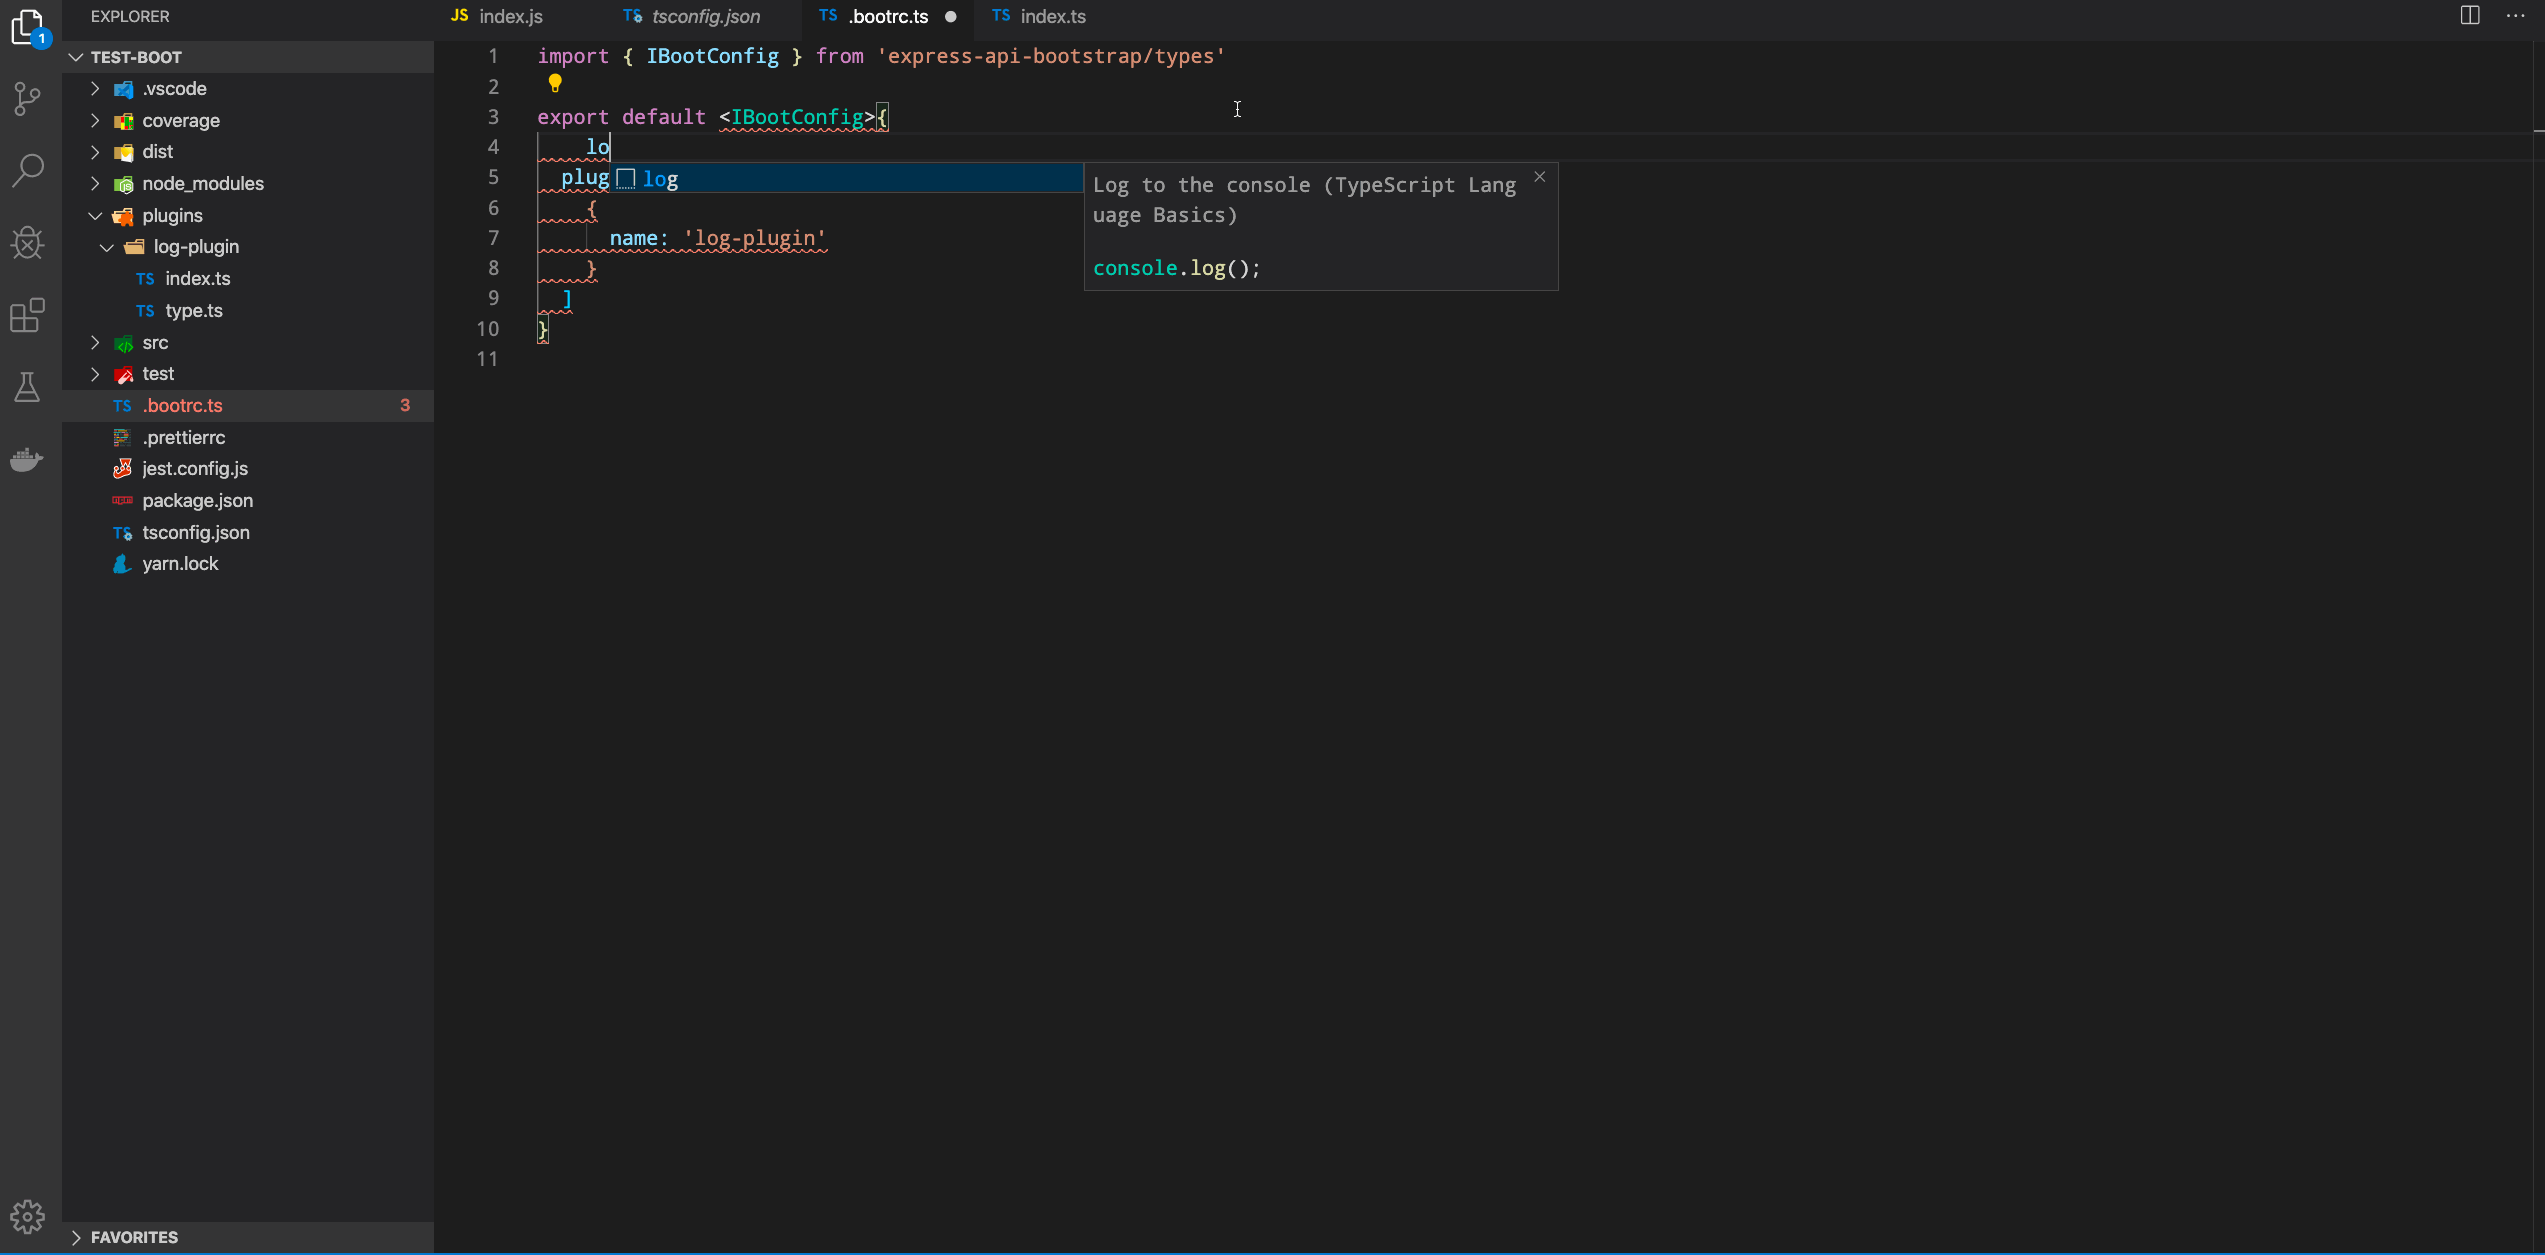 EXPLORER
1
TEST-BOOT
.vscode
coverage
dist
node_modules
plugins
log-plugin
TS index.ts
TS type.ts
src
test
TS .bootrc.ts 3
.prettierrc
jest.config.js
package.json
TS tsconfig.json
yarn.lock
FAVORITES
JS index.js TS tsconfig.json TS .bootrc.ts TS index.ts
1 import { IBootConfig } from 'express-api-bootstrap/types'
2
3 export default <IBootConfig>{
4 lo
5 plug
6 {
7 name: 'log-plugin'
8 }
9 ]
10 }
11
log
Log to the console (TypeScript Lang
uage Basics)
console.log();